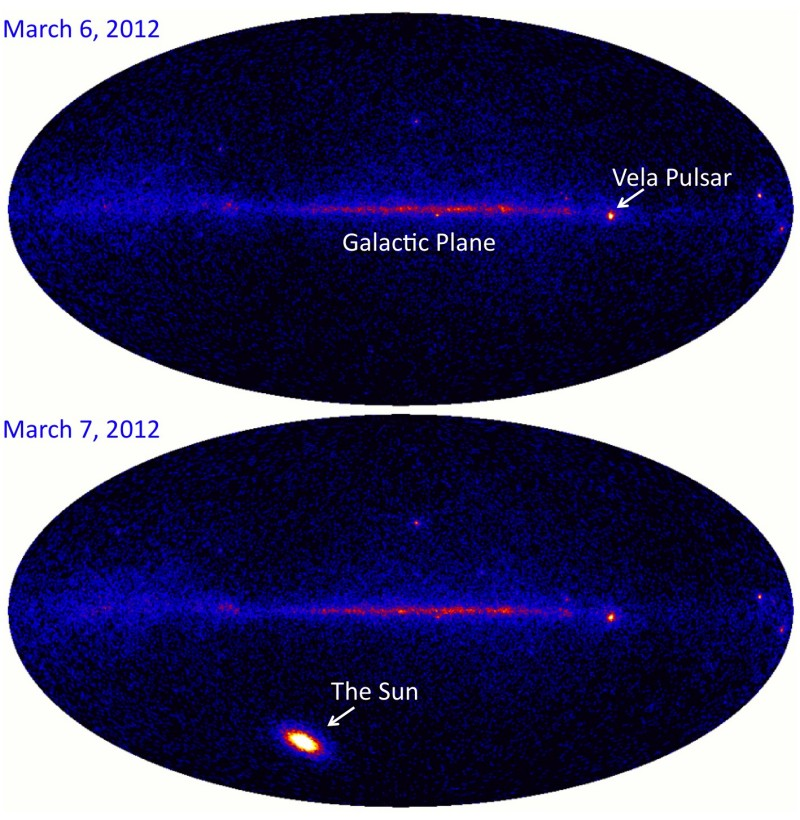 March 6, 2012
Vela Pulsar
Galactic Plane
March 7, 2012
The Sun